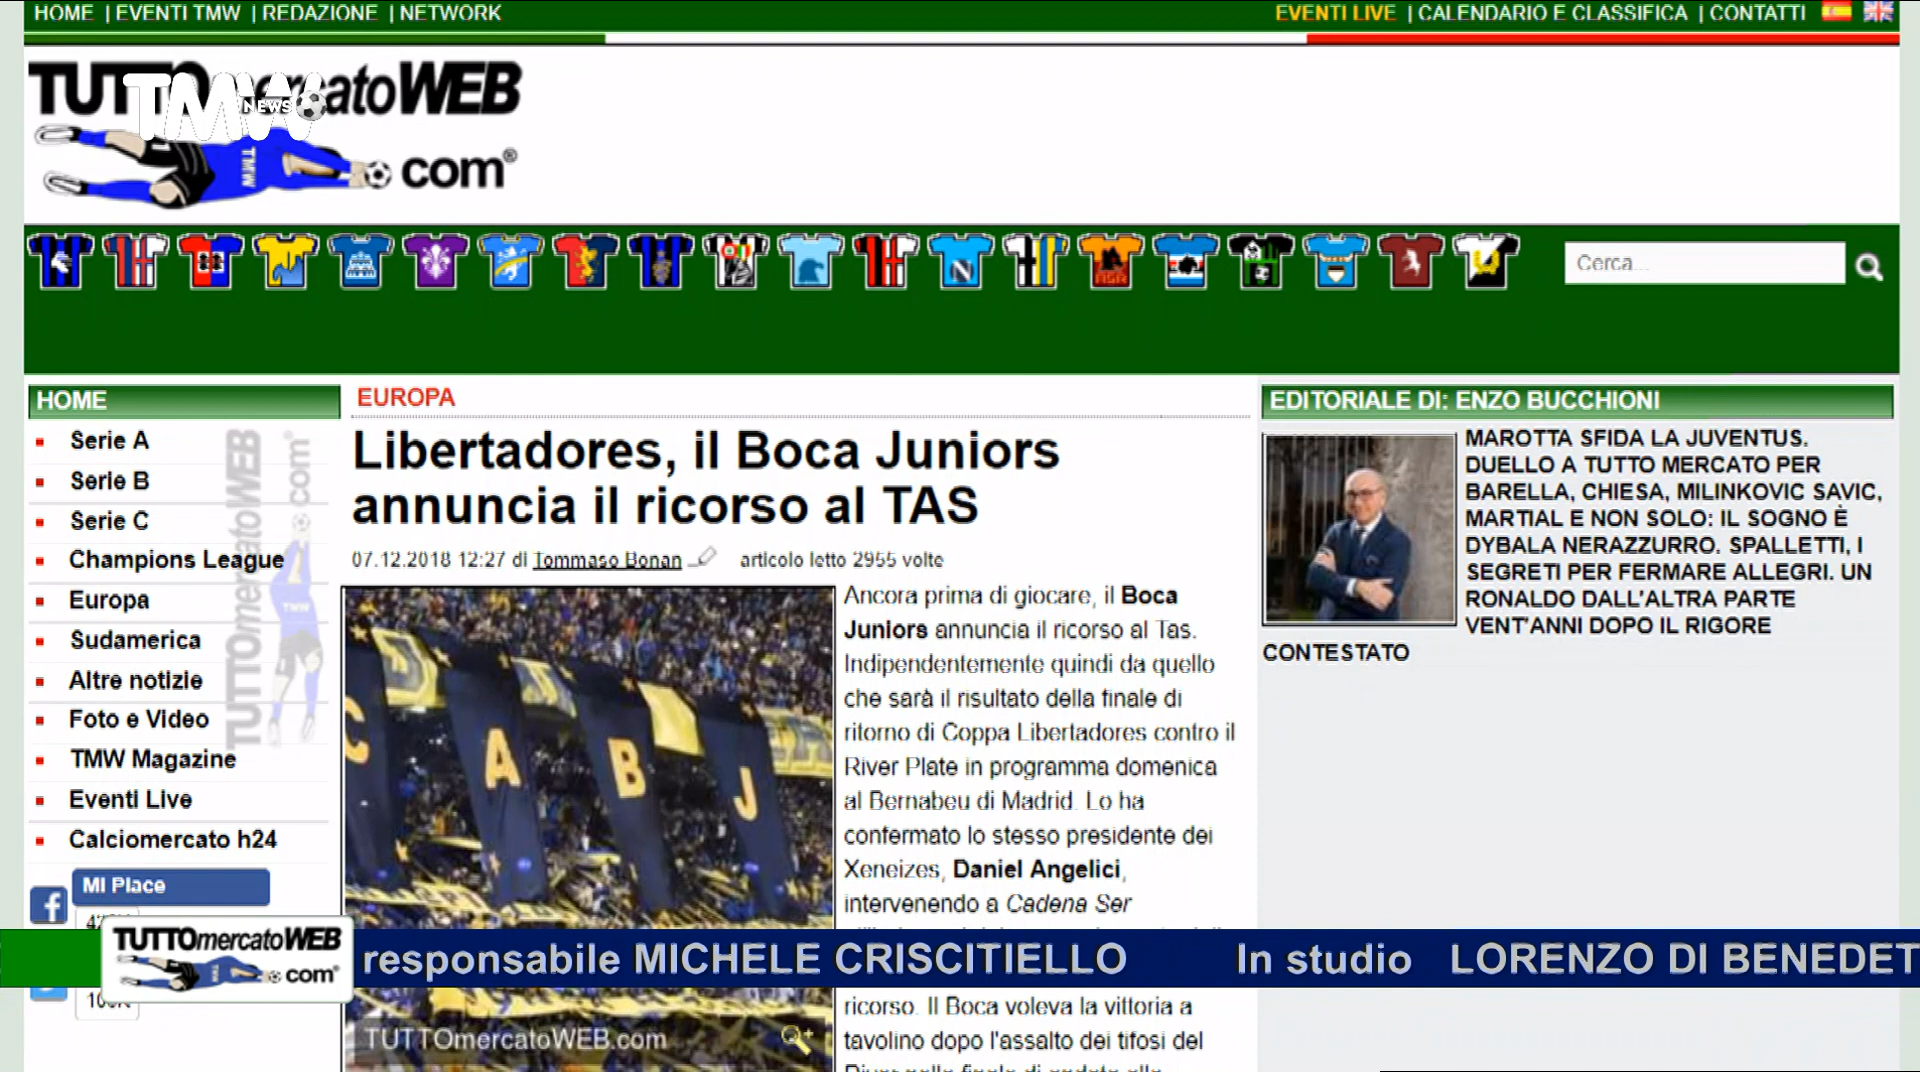 HOME | EVENTI TMW | REDAZIONE | NETWORK
EVENTI LIVE | CALENDARIO E CLASSIFICA | CONTATTI
TUTTOmercatoWEB
.com®
TMW NEWS
TMW
Cerca...
HOME
Serie A
Serie B
Serie C
Champions League
Europa
Sudamerica
Altre notizie
Foto e Video
TMW Magazine
Eventi Live
Calciomercato h24
Mi Piace
TUTTOmercatoWEB
.com®
TMW
EUROPA
Libertadores, il Boca Juniors
annuncia il ricorso al TAS
07.12.2018 12:27 di Tommaso Bonan articolo letto 2955 volte
C A B J
Ancora prima di giocare, il Boca
Juniors annuncia il ricorso al Tas.
Indipendentemente quindi da quello
che sarà il risultato della finale di
ritorno di Coppa Libertadores contro il
River Plate in programma domenica
al Bernabeu di Madrid. Lo ha
confermato lo stesso presidente dei
Xeneizes, Daniel Angelici,
intervenendo a Cadena Ser
ricorso. Il Boca voleva la vittoria a
tavolino dopo l'assalto dei tifosi del
TUTTOmercatoWEB.com
EDITORIALE DI: ENZO BUCCHIONI
MAROTTA SFIDA LA JUVENTUS.
DUELLO A TUTTO MERCATO PER
BARELLA, CHIESA, MILINKOVIC SAVIC,
MARTIAL E NON SOLO: IL SOGNO È
DYBALA NERAZZURRO. SPALLETTI, I
SEGRETI PER FERMARE ALLEGRI. UN
RONALDO DALL'ALTRA PARTE
VENT'ANNI DOPO IL RIGORE
CONTESTATO
TUTTOmercatoWEB
.com®
responsabile MICHELE CRISCITIELLO In studio LORENZO DI BENEDET